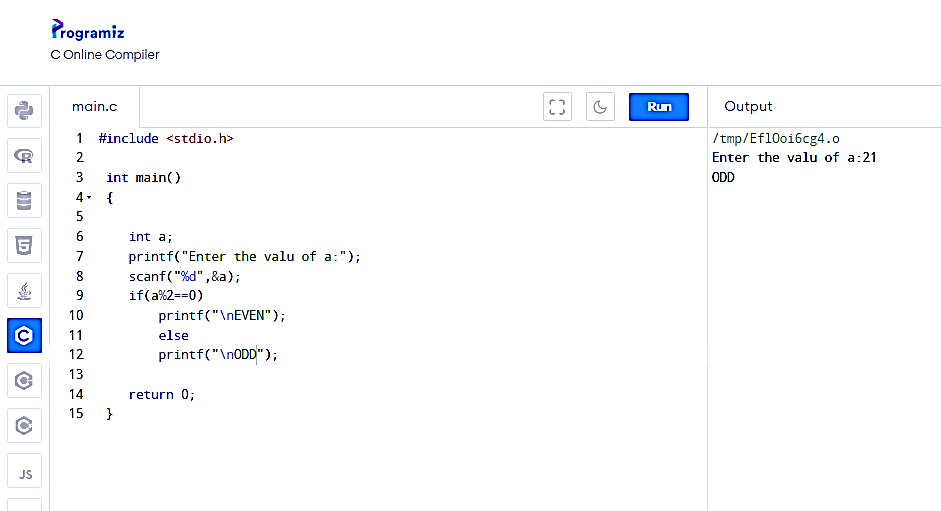 Programiz
C Online Compiler
main.c
Run
Output
1 #include <stdio.h>
2
3 int main()
4 {
5
6 int a;
7 printf("Enter the valu of a:");
8 scanf("%d",&a);
9 if(a%2==0)
10 printf("\nEVEN");
11 else
12 printf("\nODD");
13
14 return 0;
15 }
/tmp/EflOoi6cg4.o
Enter the valu of a:21
ODD
R
5
C
C
C
JS